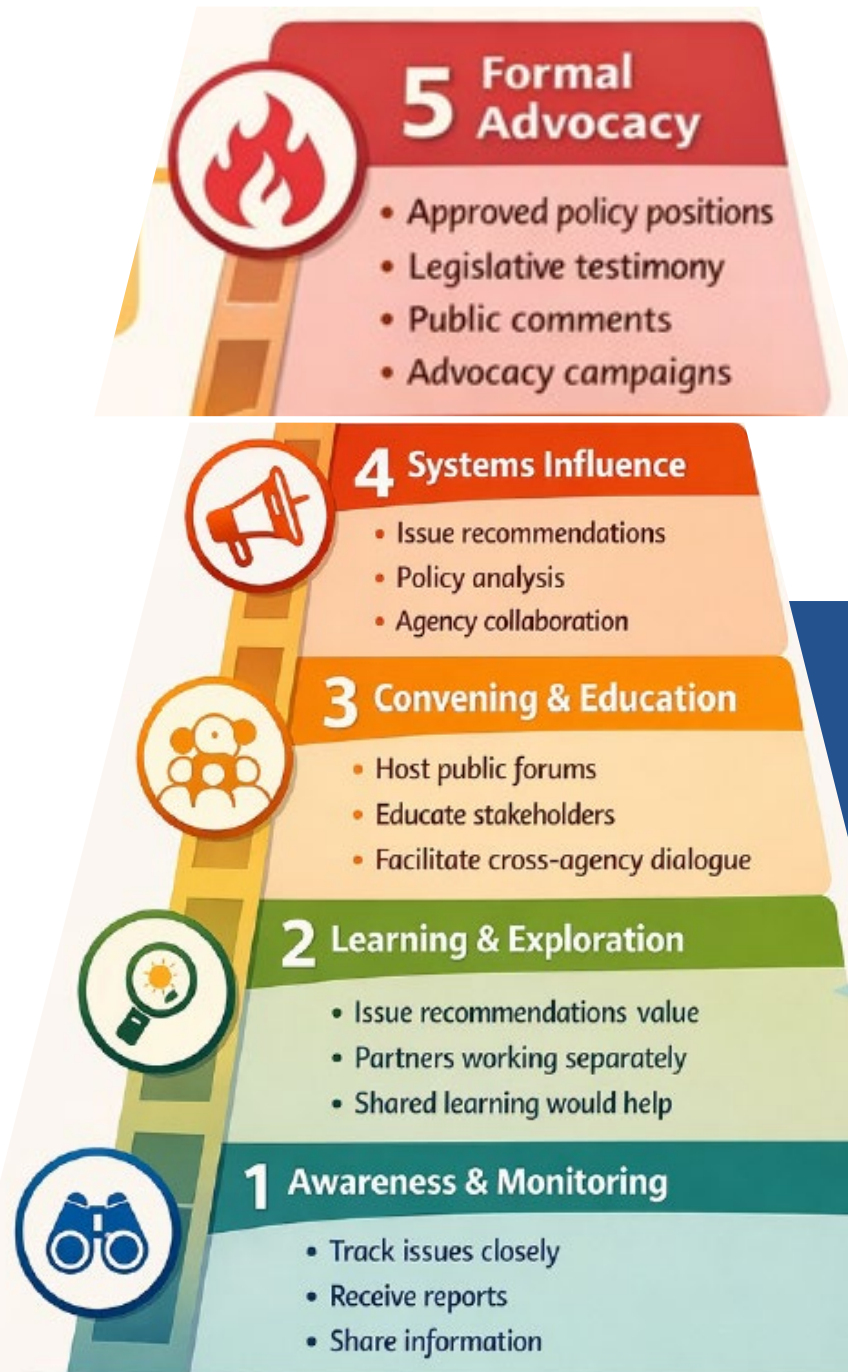 5 Formal
Advocacy
• Approved policy positions
• Legislative testimony
• Public comments
• Advocacy campaigns
4 Systems Influence
• Issue recommendations
• Policy analysis
• Agency collaboration
3 Convening & Education
• Host public forums
• Educate stakeholders
• Facilitate cross-agency dialogue
2 Learning & Exploration
• Issue recommendations value
• Partners working separately
• Shared learning would help
1 Awareness & Monitoring
• Track issues closely
• Receive reports
• Share information